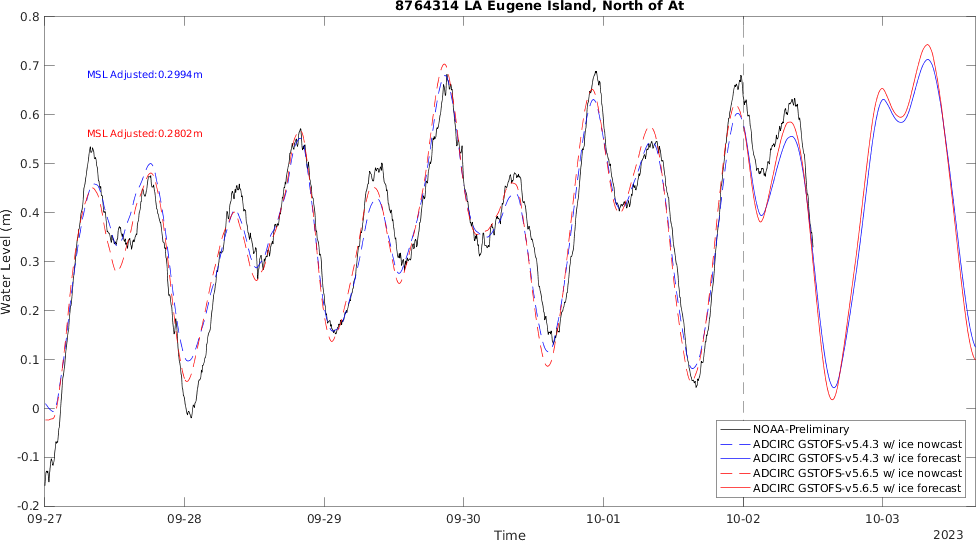 8764314 LA Eugene Island, North of At
0.8
0.7
0.6
0.5
0.4
0.3
0.2
0.1
0
-0.1
-0.2
Water Level (m)
MSL Adjusted:0.2994m
MSL Adjusted:0.2802m
NOAA-Preliminary
ADCIRC GSTOFS-v5.4.3 w/ ice nowcast
ADCIRC GSTOFS-v5.4.3 w/ ice forecast
ADCIRC GSTOFS-v5.6.5 w/ ice nowcast
ADCIRC GSTOFS-v5.6.5 w/ ice forecast
09-27 09-28 09-29 09-30 10-01 10-02 10-03
Time
2023